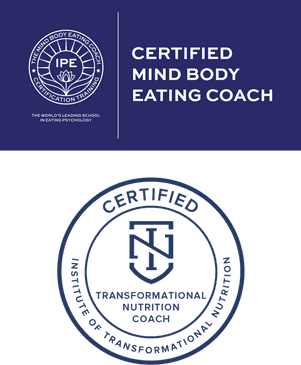 THE MIND BODY EATING COACH
IPE
CERTIFICATION TRAINING
THE WORLD'S LEADING SCHOOL
IN EATING PSYCHOLOGY
CERTIFIED
MIND BODY
EATING COACH
CERTIFIED
TRANSFORMATIONAL
NUTRITION
COACH
INSTITUTE OF TRANSFORMATIONAL NUTRITION